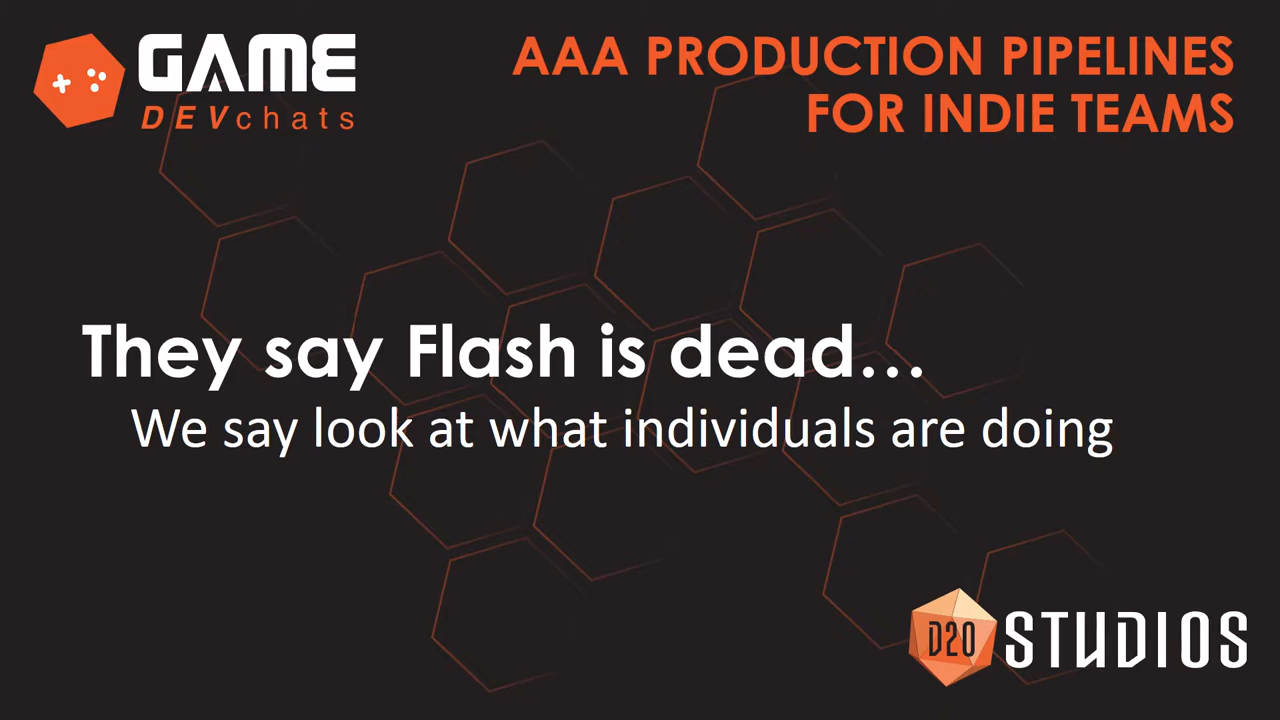 GAME
DEVchats
AAA PRODUCTION PIPELINES
FOR INDIE TEAMS
They say Flash is dead…
We say look at what individuals are doing
D20 STUDIOS